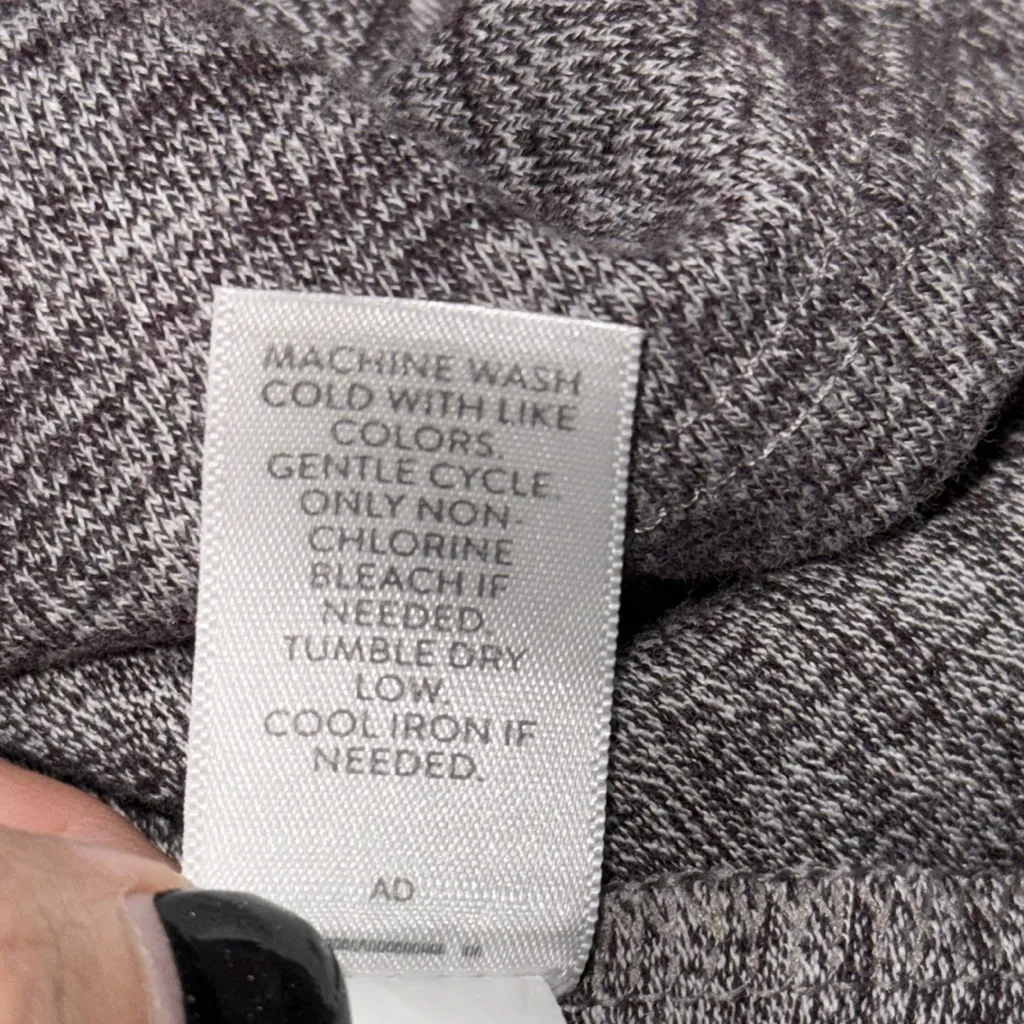 MACHINE WASH
COLD WITH LIKE
COLORS.
GENTLE CYCLE.
ONLY NON-
CHLORINE
BLEACH IF
NEEDED.
TUMBLE DRY
LOW.
COOL IRON IF
NEEDED.
AD